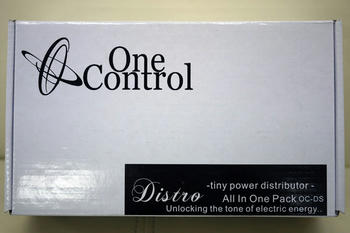 One
Control
Distro
-tiny power distributor -
All In One Pack OC-DS
Unlocking the tone of electric energy..